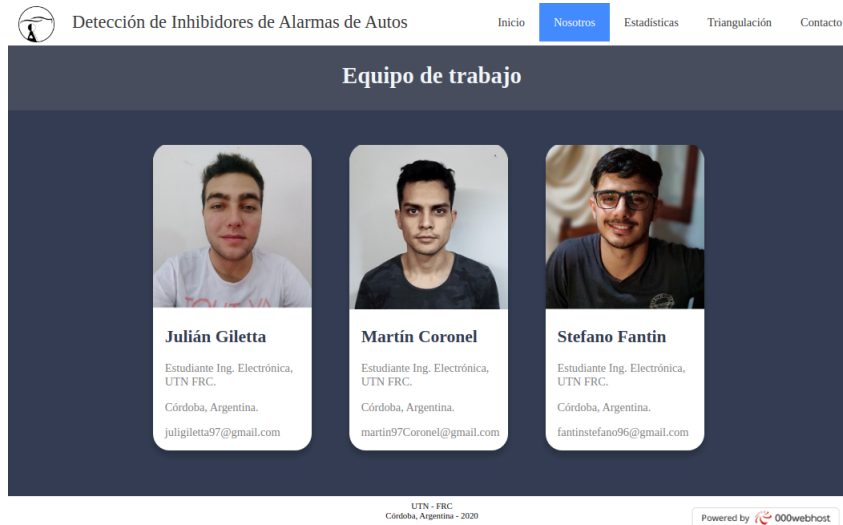 Detección de Inhibidores de Alarmas de Autos
Inicio
Nosotros
Estadísticas
Triangulación
Contacto
Equipo de trabajo
Julián Giletta
Estudiante Ing. Electrónica,
UTN FRC.
Córdoba, Argentina.
juligiletta97@gmail.com
Martín Coronel
Estudiante Ing. Electrónica,
UTN FRC.
Córdoba, Argentina.
martin97Coronel@gmail.com
Stefano Fantin
Estudiante Ing. Electrónica,
UTN FRC.
Córdoba, Argentina.
fantinstefano96@gmail.com
UTN - FRC
Córdoba, Argentina - 2020
Powered by 000webhost